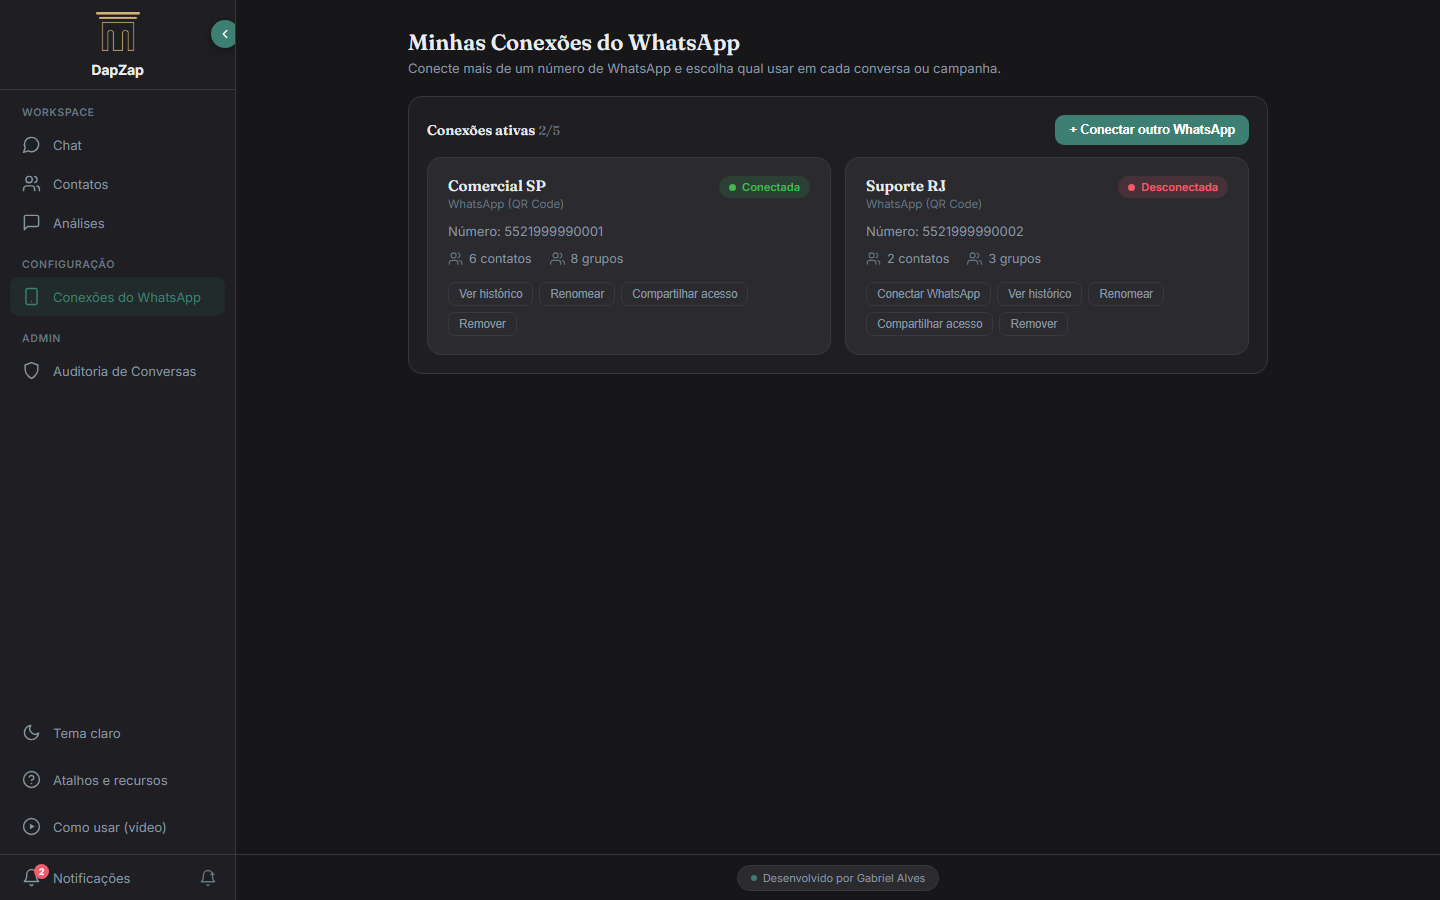 DapZap
WORKSPACE
Chat
Contatos
Análises
CONFIGURAÇÃO
Conexões do WhatsApp
ADMIN
Auditoria de Conversas
Tema claro
Atalhos e recursos
Como usar (vídeo)
2
Notificações
Minhas Conexões do WhatsApp
Conecte mais de um número de WhatsApp e escolha qual usar em cada conversa ou campanha.
Conexões ativas 2/5
+ Conectar outro WhatsApp
Comercial SP
Conectada
WhatsApp (QR Code)
Número: 5521999990001
6 contatos 8 grupos
Ver histórico Renomear Compartilhar acesso
Remover
Suporte RJ
Desconectada
WhatsApp (QR Code)
Número: 5521999990002
2 contatos 3 grupos
Conectar WhatsApp Ver histórico Renomear
Compartilhar acesso Remover
Desenvolvido por Gabriel Alves